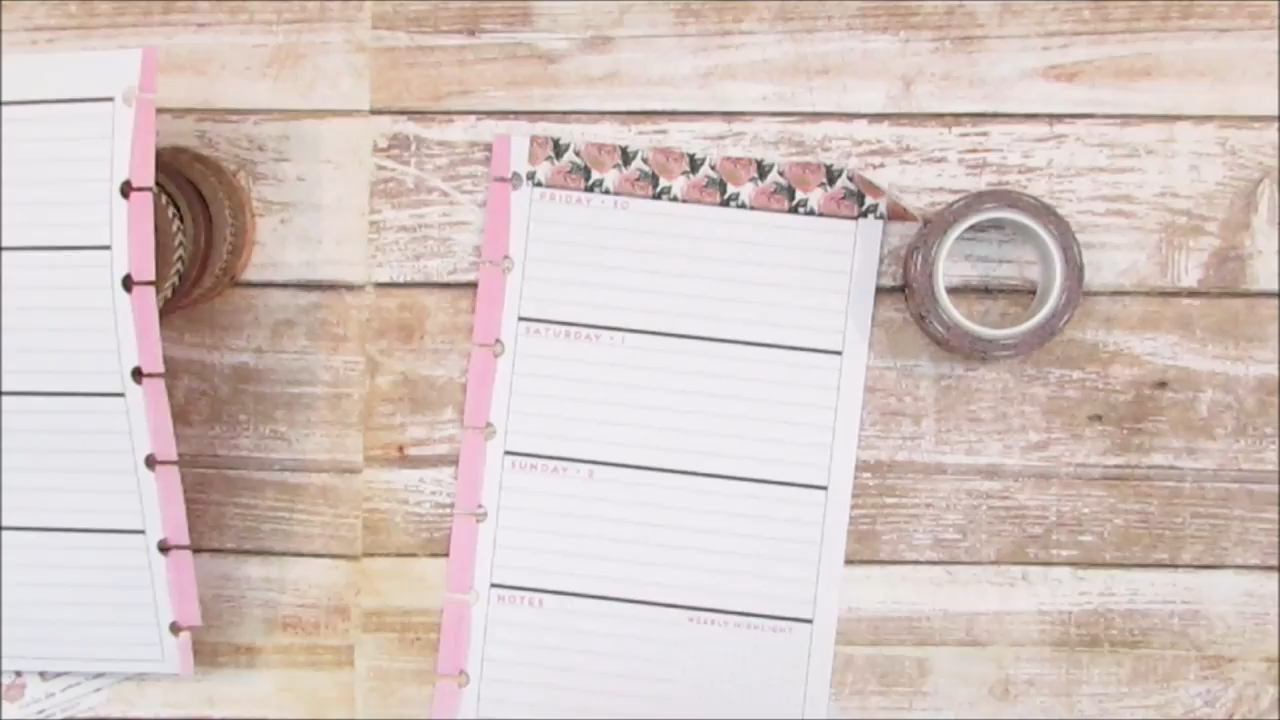 FRIDAY • 30
SATURDAY • 1
SUNDAY • 2
NOTES
WEEKLY HIGHLIGHT